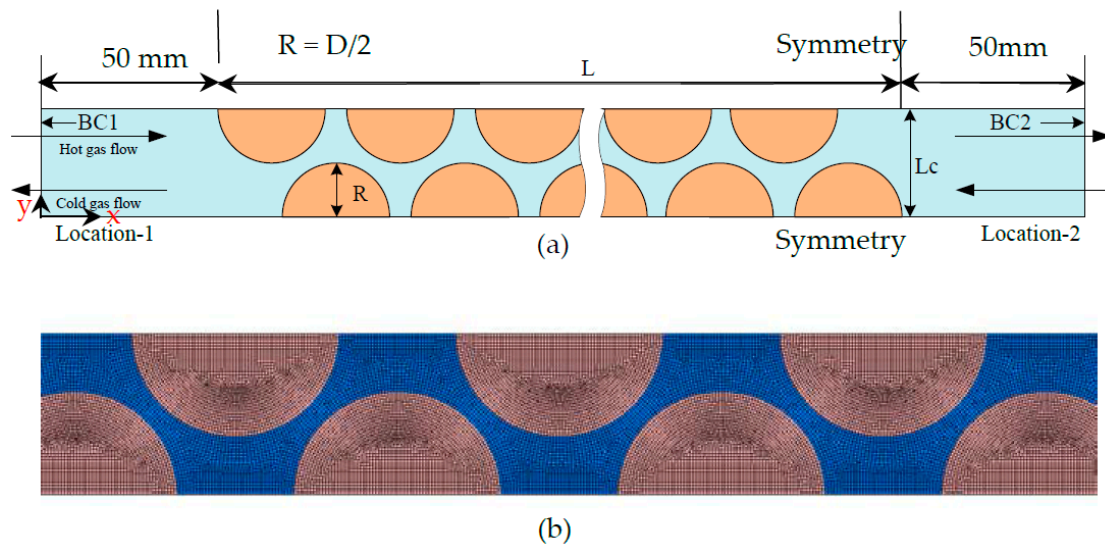 R = D/2
Symmetry
50 mm
50mm
L
BC1
BC2
Hot gas flow
Lc
R
Cold gas flow
y
x
Location-1
(a)
Symmetry
Location-2
(b)